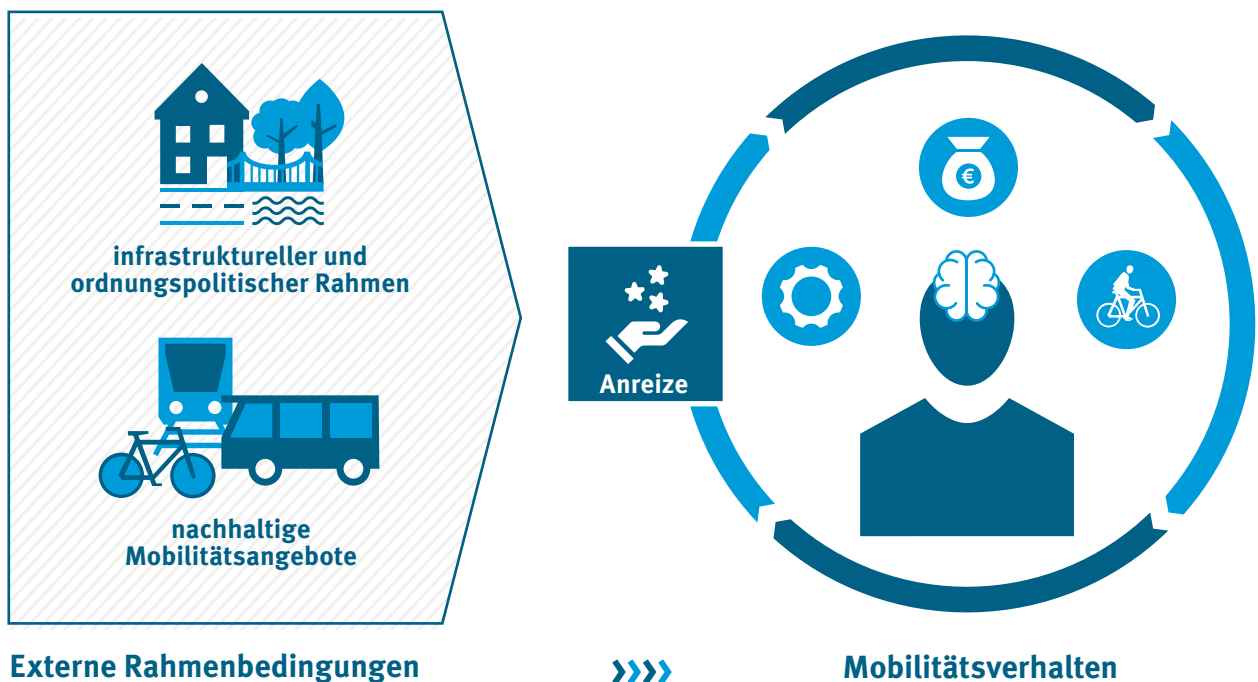 infrastruktureller und
ordnungspolitischer Rahmen
nachhaltige
Mobilitätsangebote
Externe Rahmenbedingungen
€
Anreize
Mobilitätsverhalten